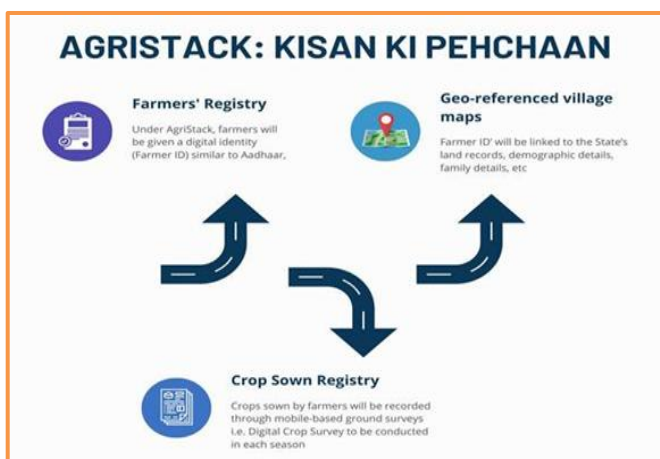 AGRISTACK: KISAN KI PEHCHAAN
Farmers' Registry
Under AgriStack, farmers will
be given a digital identity
(Farmer ID) similar to Aadhaar,
Geo-referenced village
maps
Farmer ID' will be linked to the State's
land records, demographic details,
family details, etc
Crop Sown Registry
Crops sown by farmers will be recorded
through mobile-based ground surveys
i.e. Digital Crop Survey to be conducted
in each season